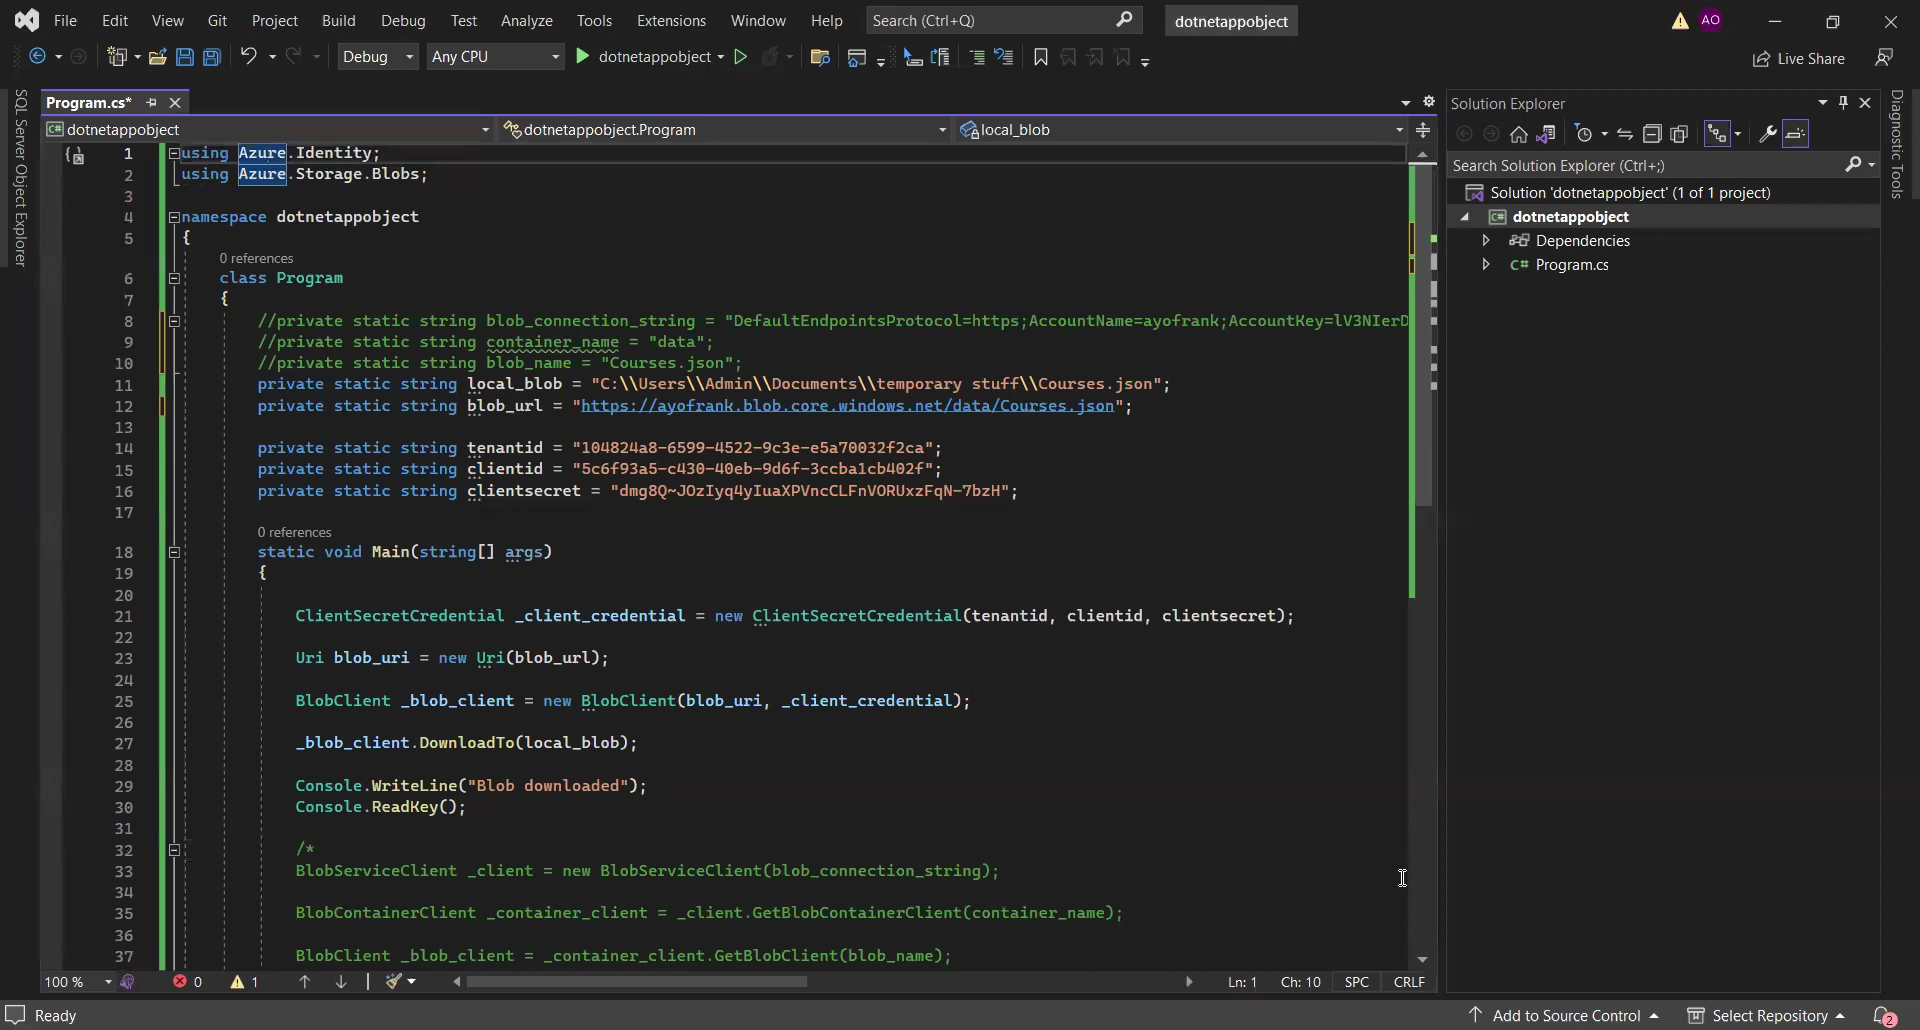 File Edit View Git Project Build Debug Test Analyze Tools Extensions Window Help Search (Ctrl+Q) dotnetappobject AO
Debug Any CPU dotnetappobject Live Share
SQL Server Object Explorer
Program.cs*
dotnetappobject dotnetappobject.Program local_blob
1 using Azure.Identity;
2 using Azure.Storage.Blobs;
3
4 namespace dotnetappobject
5 {
0 references
6 class Program
7 {
8 //private static string blob_connection_string = "DefaultEndpointsProtocol=https;AccountName=ayofrank;AccountKey=lV3NIerD
9 //private static string container_name = "data";
10 //private static string blob_name = "Courses.json";
11 private static string local_blob = "C:\\Users\\Admin\\Documents\\temporary stuff\\Courses.json";
12 private static string blob_url = "https://ayofrank.blob.core.windows.net/data/Courses.json";
13
14 private static string tenantid = "104824a8-6599-4522-9c3e-e5a70032f2ca";
15 private static string clientid = "5c6f93a5-c430-40eb-9d6f-3ccba1cb402f";
16 private static string clientsecret = "dmg8Q~JOzIyq4yIuaXPVncCLFnVORUxzFqN-7bzH";
17
0 references
18 static void Main(string[] args)
19 {
20
21 ClientSecretCredential _client_credential = new ClientSecretCredential(tenantid, clientid, clientsecret);
22
23 Uri blob_uri = new Uri(blob_url);
24
25 BlobClient _blob_client = new BlobClient(blob_uri, _client_credential);
26
27 _blob_client.DownloadTo(local_blob);
28
29 Console.WriteLine("Blob downloaded");
30 Console.ReadKey();
31
32 /*
33 BlobServiceClient _client = new BlobServiceClient(blob_connection_string);
34
35 BlobContainerClient _container_client = _client.GetBlobContainerClient(container_name);
36
37 BlobClient _blob_client = _container_client.GetBlobClient(blob_name);
100 % 0 1 Ln: 1 Ch: 10 SPC CRLF
Solution Explorer
Search Solution Explorer (Ctrl+;)
Solution 'dotnetappobject' (1 of 1 project)
dotnetappobject
Dependencies
C# Program.cs
Diagnostic Tools
Ready Add to Source Control Select Repository 2